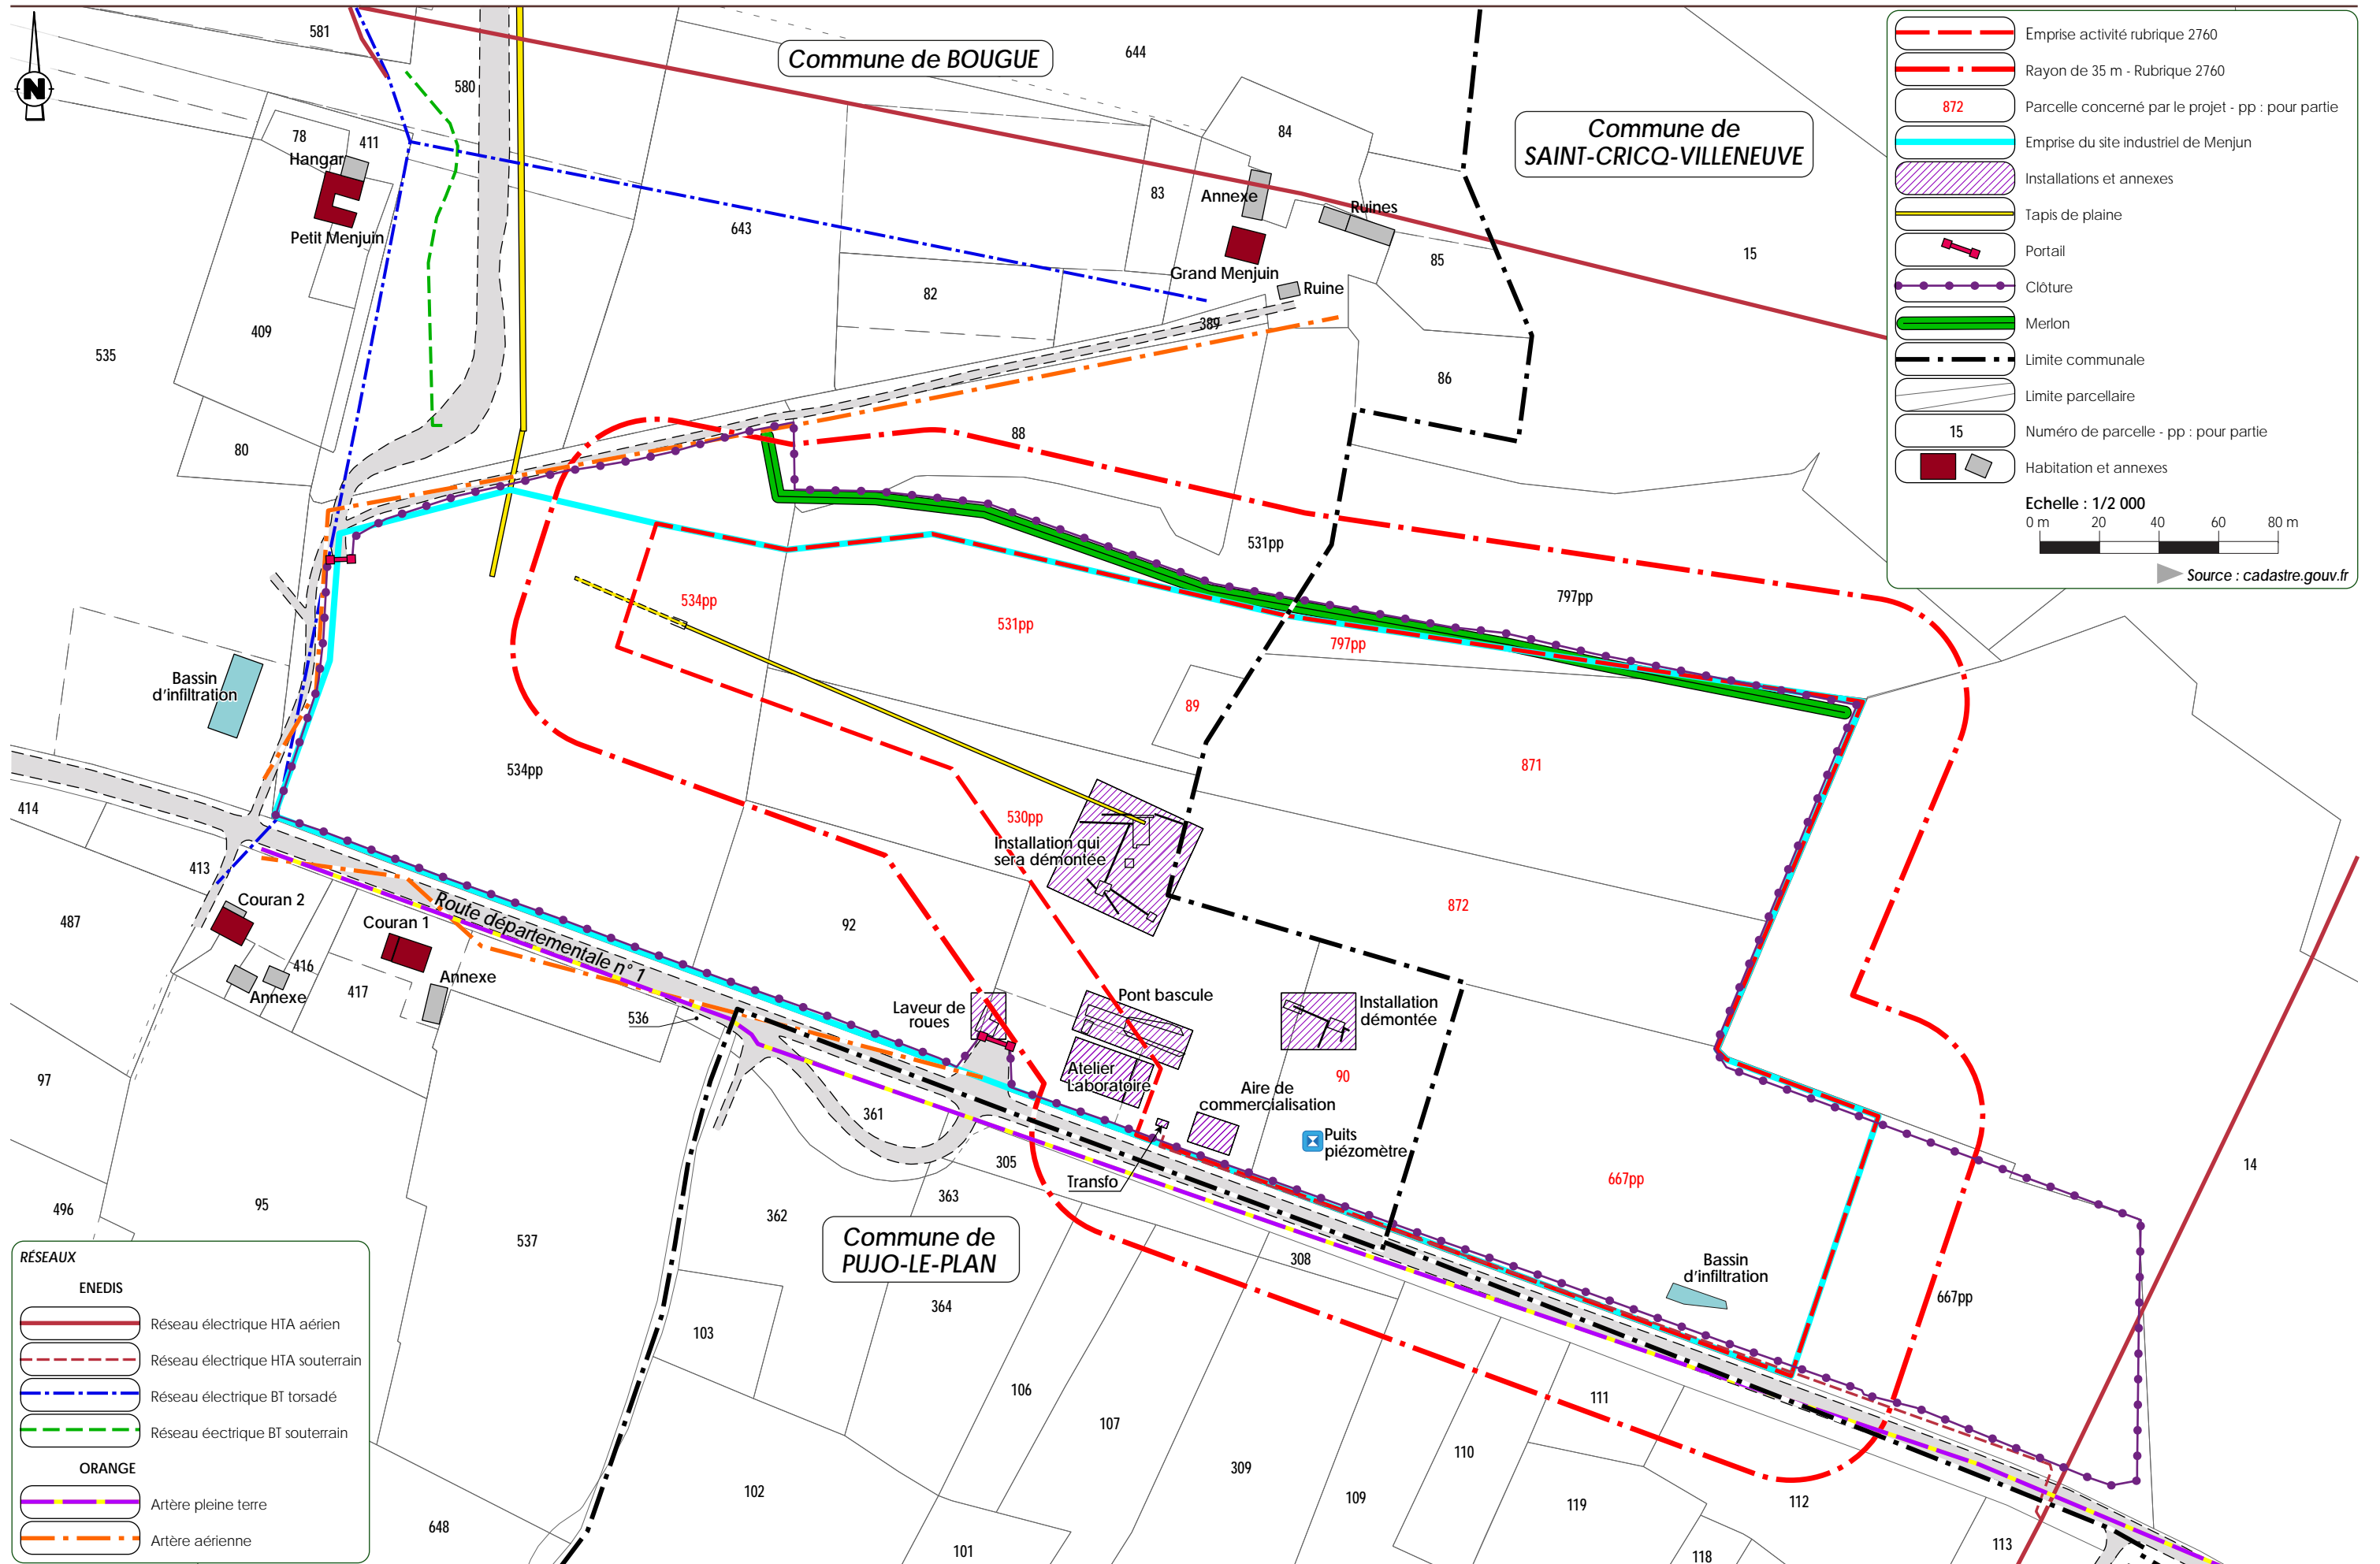 581
580
Commune de BOUGUE
644
84
Commune de
SAINT-CRICQ-VILLENEUVE
N
78
411
Hangar
Petit Menjuin
643
83
Annexe
Ruines
Grand Menjuin
Ruine
85
15
82
389
409
535
80
86
88
531pp
797pp
534pp
531pp
797pp
89
Bassin
d'infiltration
534pp
871
530pp
Installation qui
sera démontée
872
414
413
487
Couran 2
Couran 1
Route départementale n° 1
92
416
417
Annexe
Annexe
536
Laveur de
roues
Pont bascule
Installation
démontée
Atelier
Laboratoire
90
Aire de
commercialisation
Puits
piézomètre
Transfo
97
361
305
363
362
496
95
537
Commune de
PUJO-LE-PLAN
308
364
103
667pp
Bassin
d'infiltration
667pp
14
106
107
309
109
110
111
119
112
118
113
102
101
648
Emprise activité rubrique 2760
Rayon de 35 m - Rubrique 2760
872
Parcelle concerné par le projet - pp : pour partie
Emprise du site industriel de Menjun
Installations et annexes
Tapis de plaine
Portail
Clôture
Merlon
Limite communale
Limite parcellaire
15
Numéro de parcelle - pp : pour partie
Habitation et annexes
Echelle : 1/2 000
0 m 20 40 60 80 m
Source : cadastre.gouv.fr
RÉSEAUX
ENEDIS
Réseau électrique HTA aérien
Réseau électrique HTA souterrain
Réseau électrique BT torsadé
Réseau éectrique BT souterrain
ORANGE
Artère pleine terre
Artère aérienne